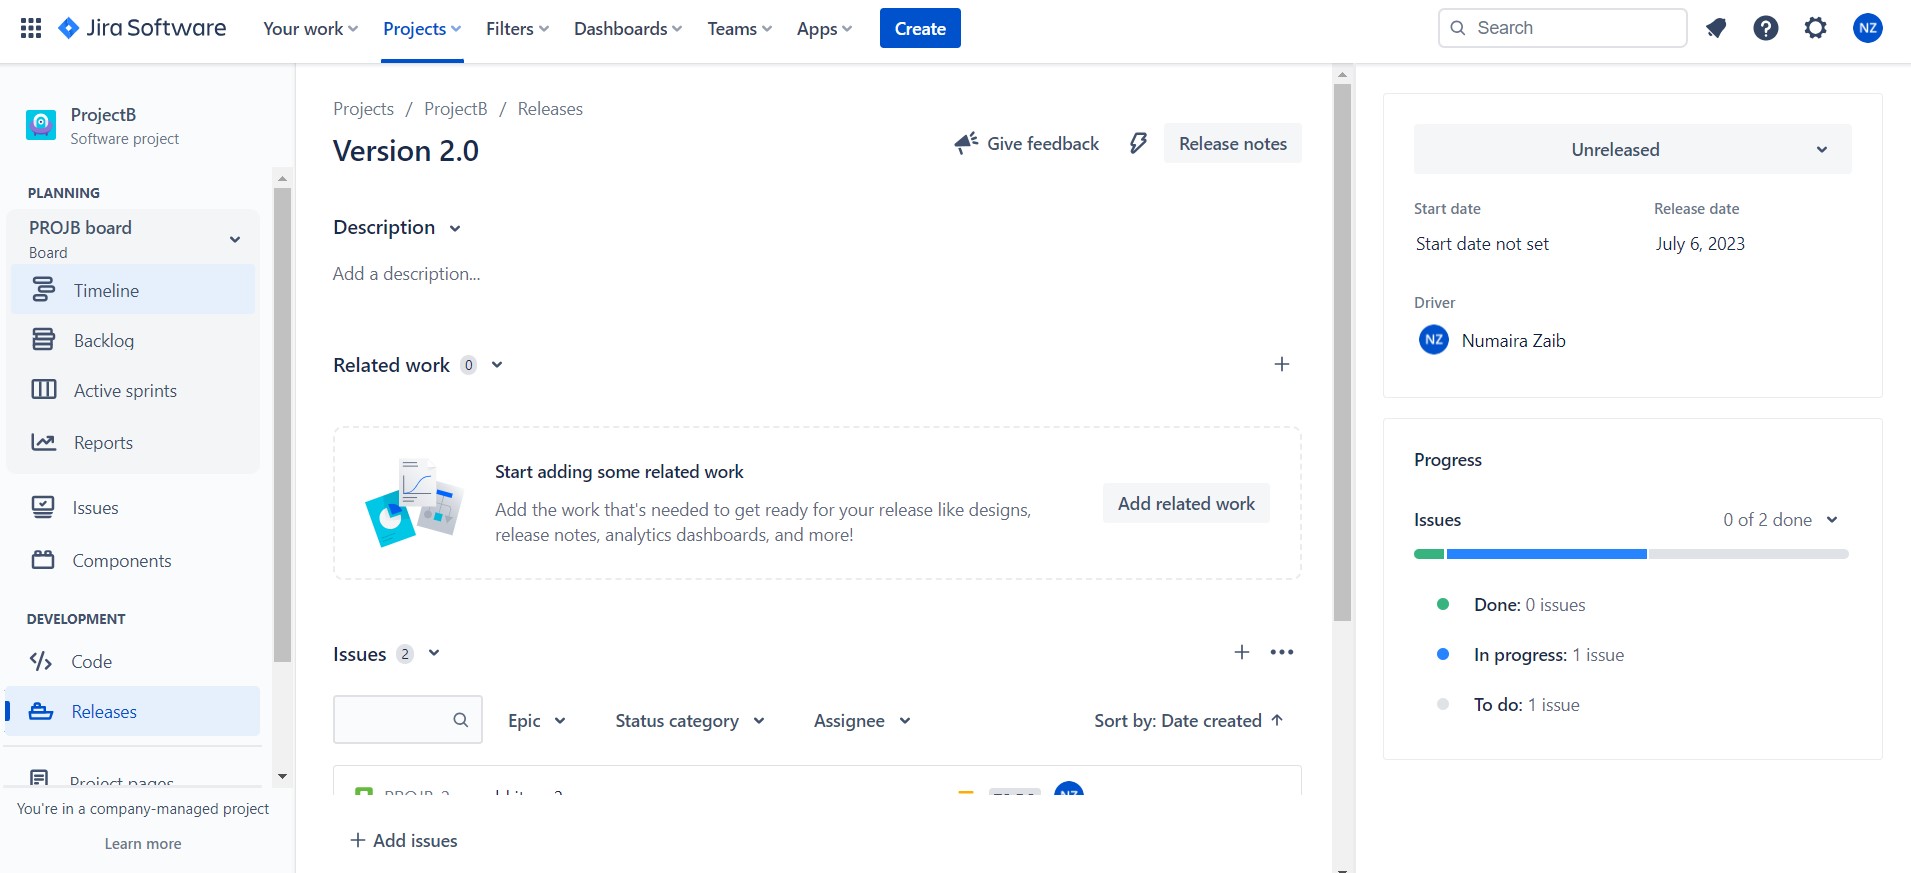 Jira Software Your work Projects Filters Dashboards Teams Apps Create Search NZ
ProjectB
Software project
PLANNING
PROJB board
Board
Timeline
Backlog
Active sprints
Reports
Issues
Components
DEVELOPMENT
Code
Releases
Project pages
You're in a company-managed project
Learn more
Projects / ProjectB / Releases
Version 2.0
Give feedback
Release notes
Description
Add a description...
Related work 0
Start adding some related work
Add the work that's needed to get ready for your release like designs,
release notes, analytics dashboards, and more!
Add related work
Issues 2
Epic Status category Assignee Sort by: Date created
NZ
+ Add issues
Unreleased
Start date Release date
Start date not set July 6, 2023
Driver
NZ Numaira Zaib
Progress
Issues 0 of 2 done
Done: 0 issues
In progress: 1 issue
To do: 1 issue